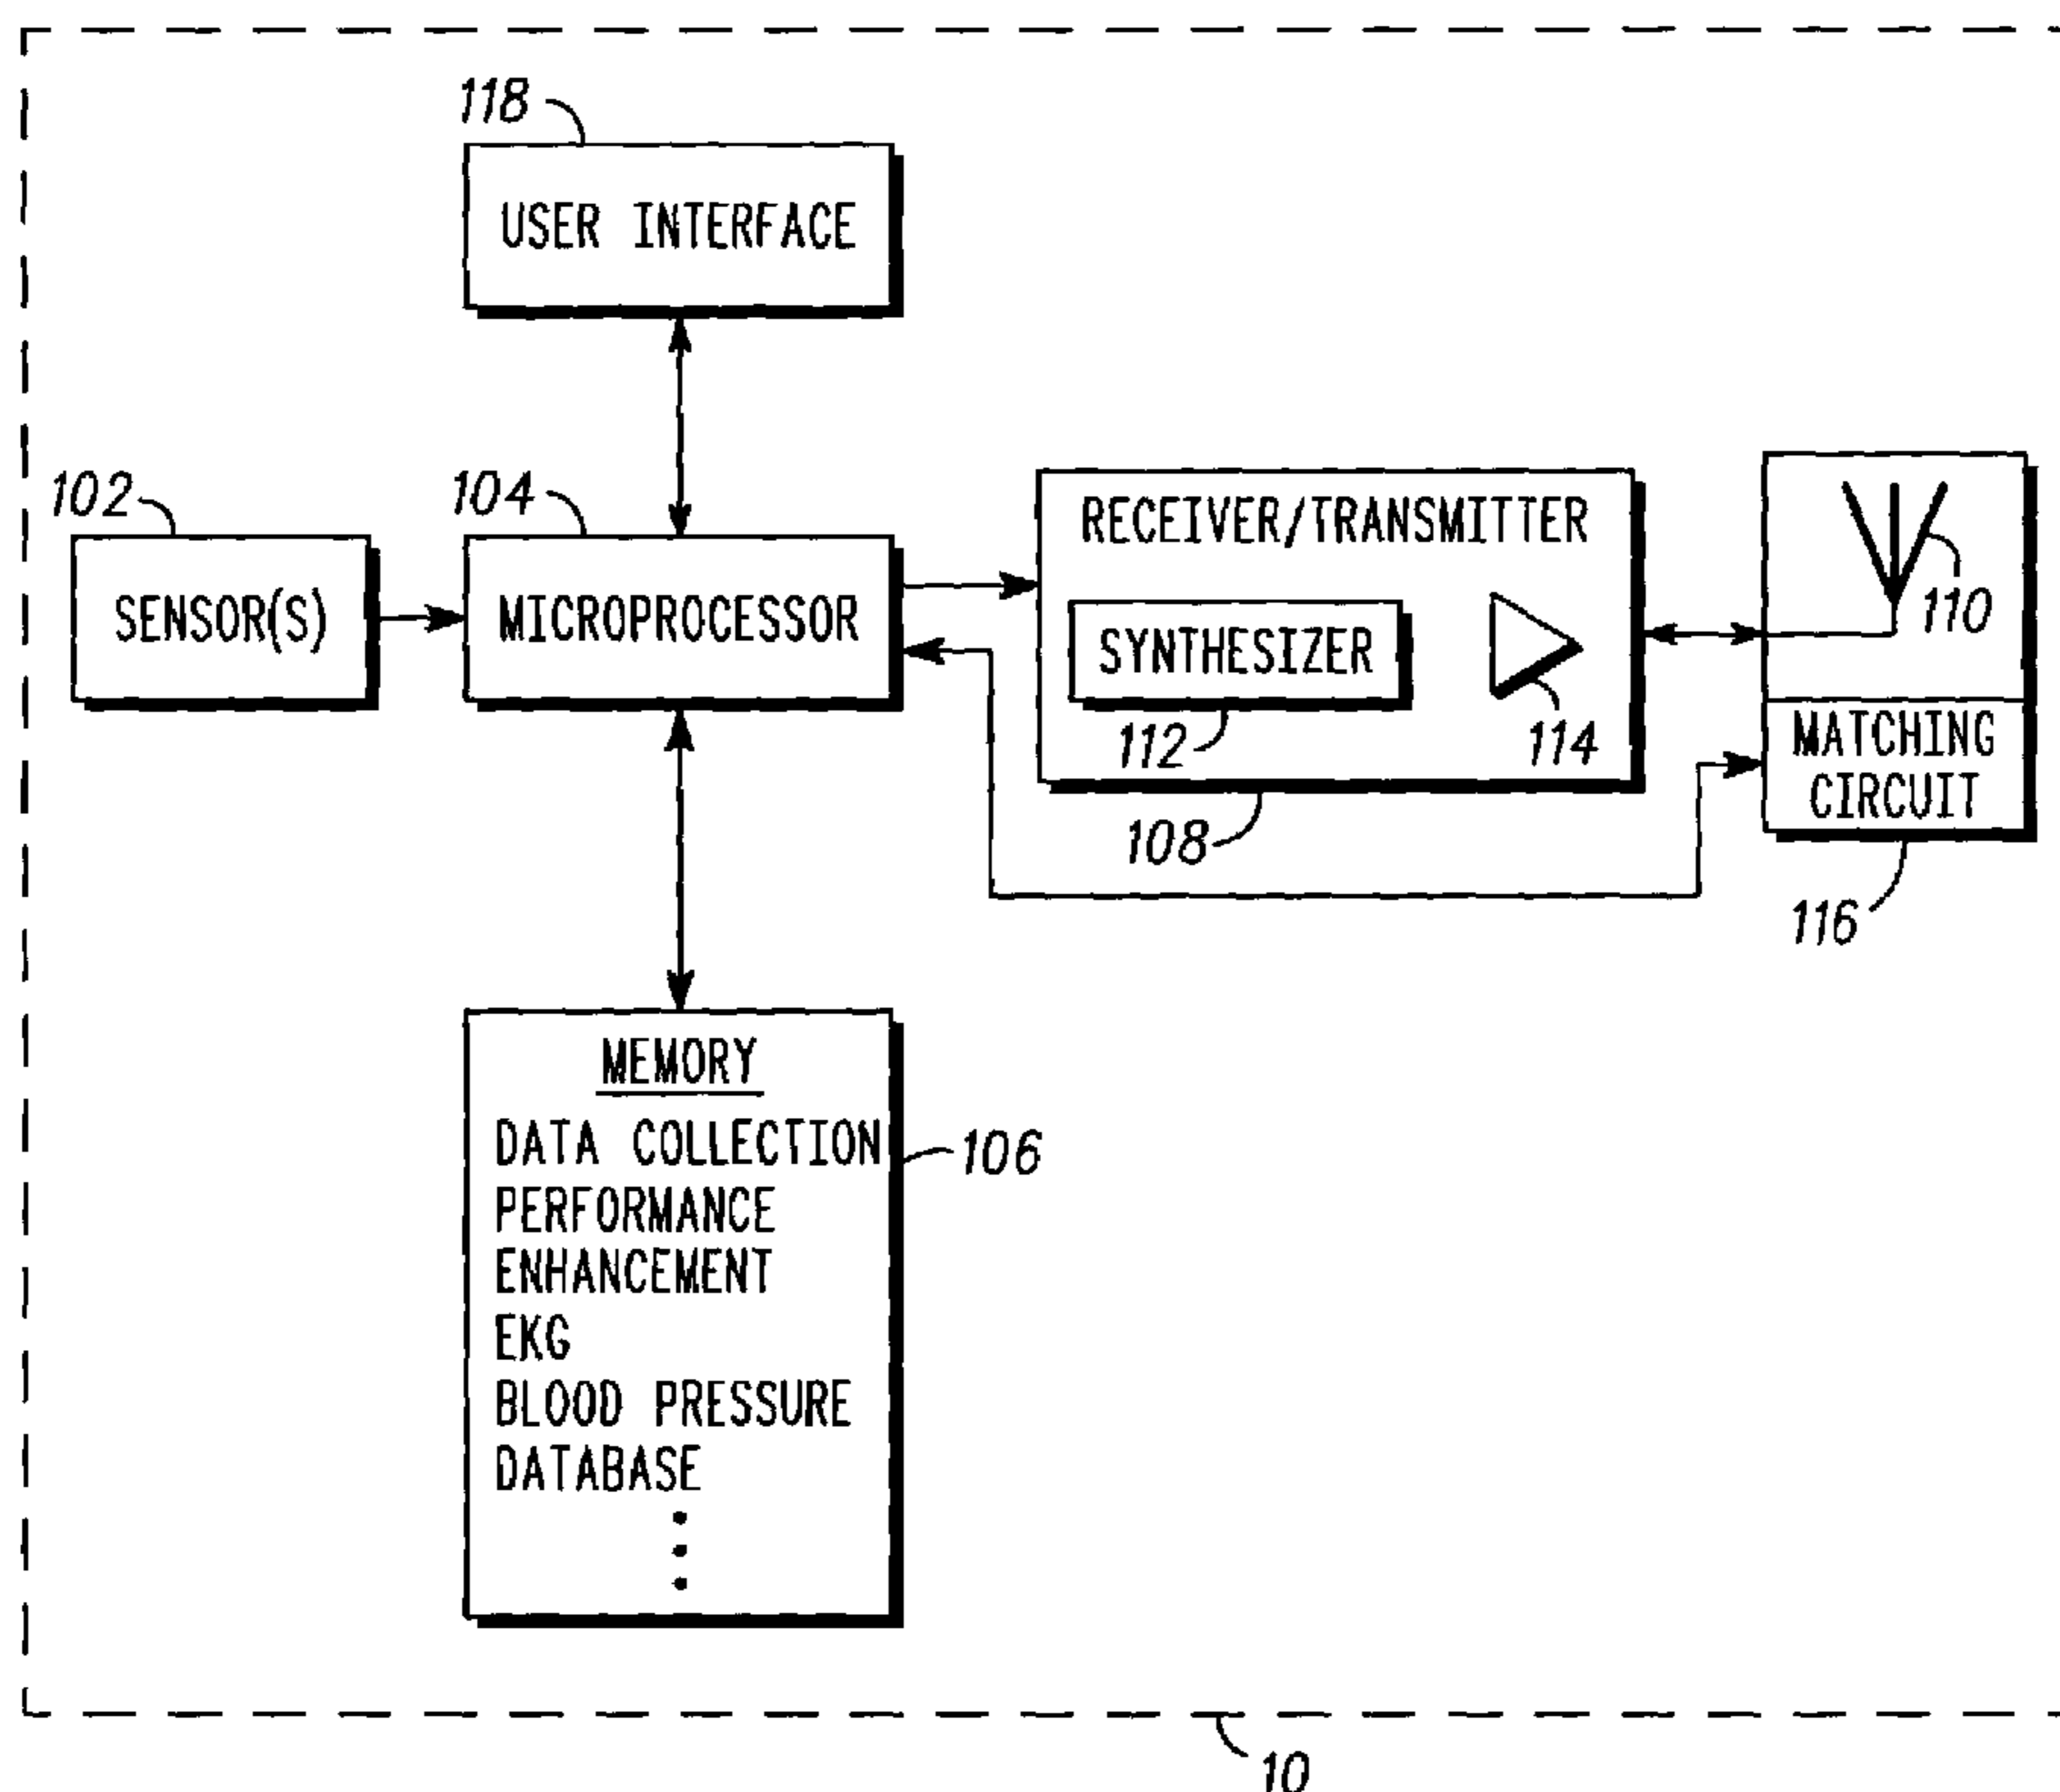 118
USER INTERFACE
102
104
SENSOR(S)
MICROPROCESSOR
RECEIVER/TRANSMITTER
SYNTHESIZER
112
114
108
110
MATCHING
CIRCUIT
116
MEMORY
DATA COLLECTION
PERFORMANCE
ENHANCEMENT
EKG
BLOOD PRESSURE
DATABASE
106
10